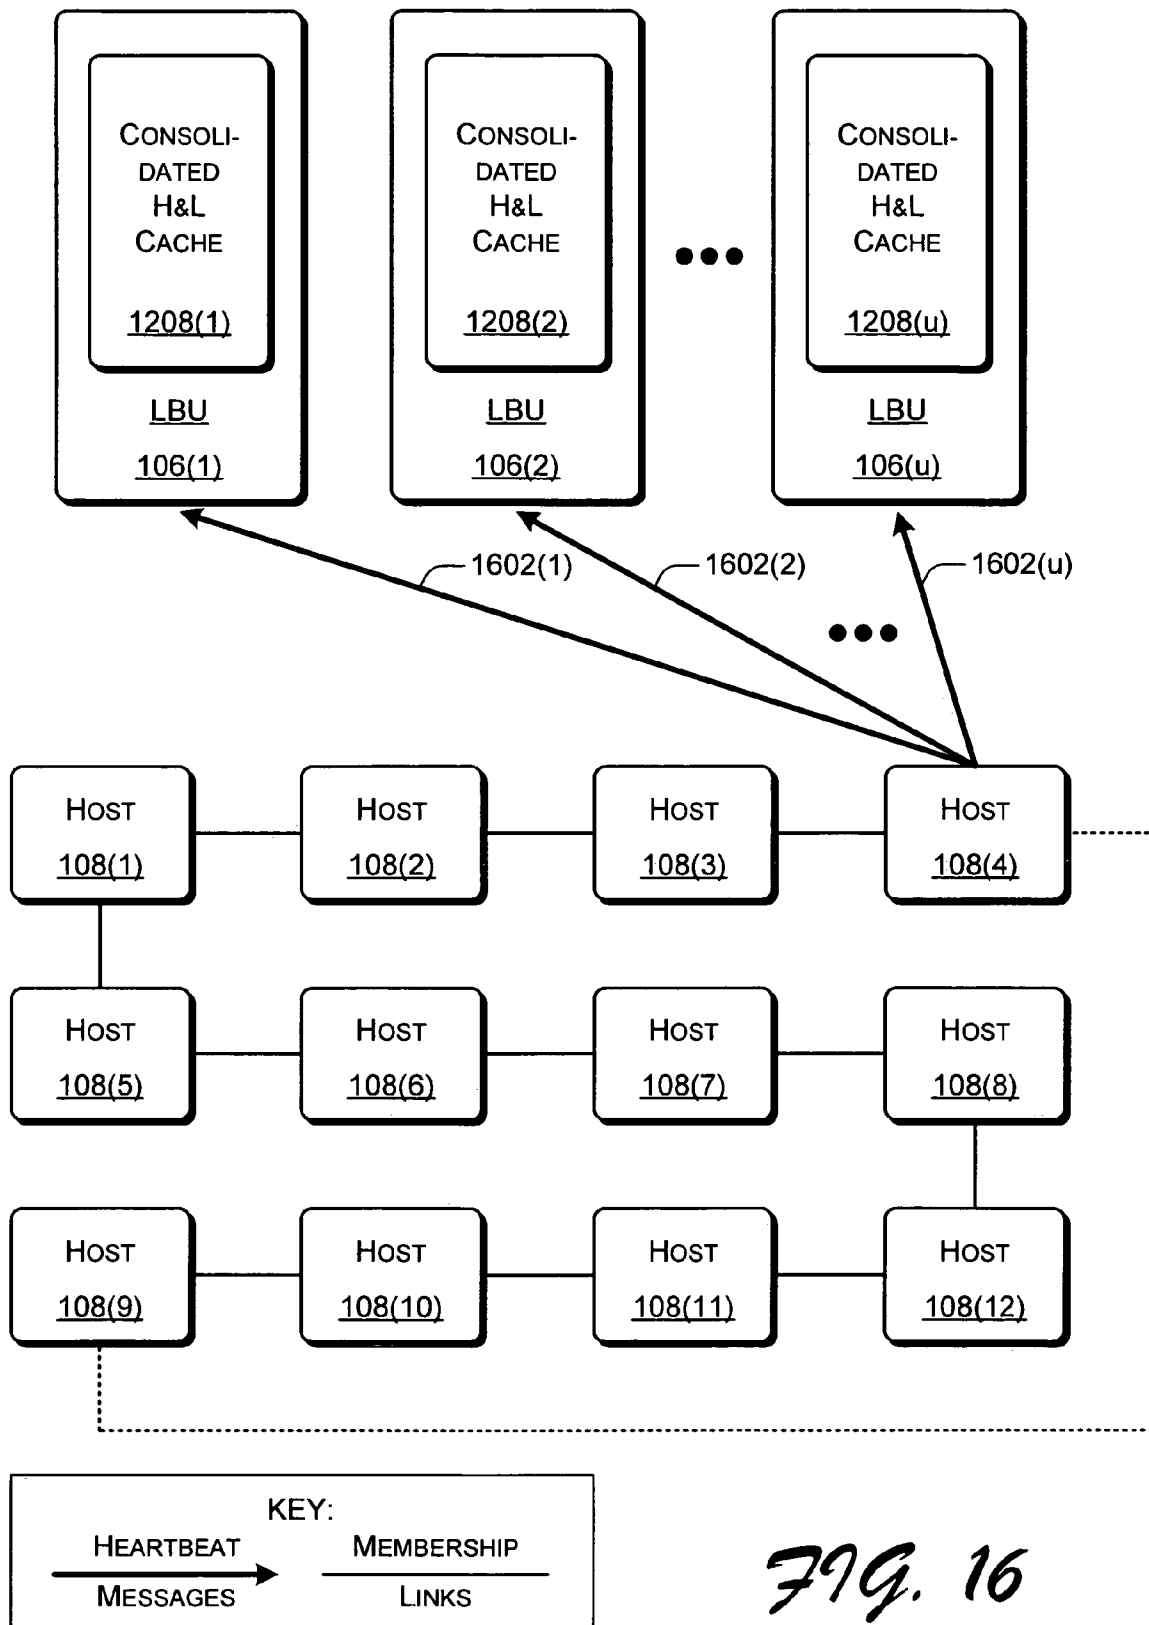 CONSOLI-
DATED
H&L
CACHE
1208(1)
LBU
106(1)
CONSOLI-
DATED
H&L
CACHE
1208(2)
LBU
106(2)
CONSOLI-
DATED
H&L
CACHE
1208(u)
LBU
106(u)
1602(1)
1602(2)
1602(u)
HOST
108(1)
HOST
108(2)
HOST
108(3)
HOST
108(4)
HOST
108(5)
HOST
108(6)
HOST
108(7)
HOST
108(8)
HOST
108(9)
HOST
108(10)
HOST
108(11)
HOST
108(12)
KEY:
HEARTBEAT
MESSAGES
MEMBERSHIP
LINKS
FIG. 16